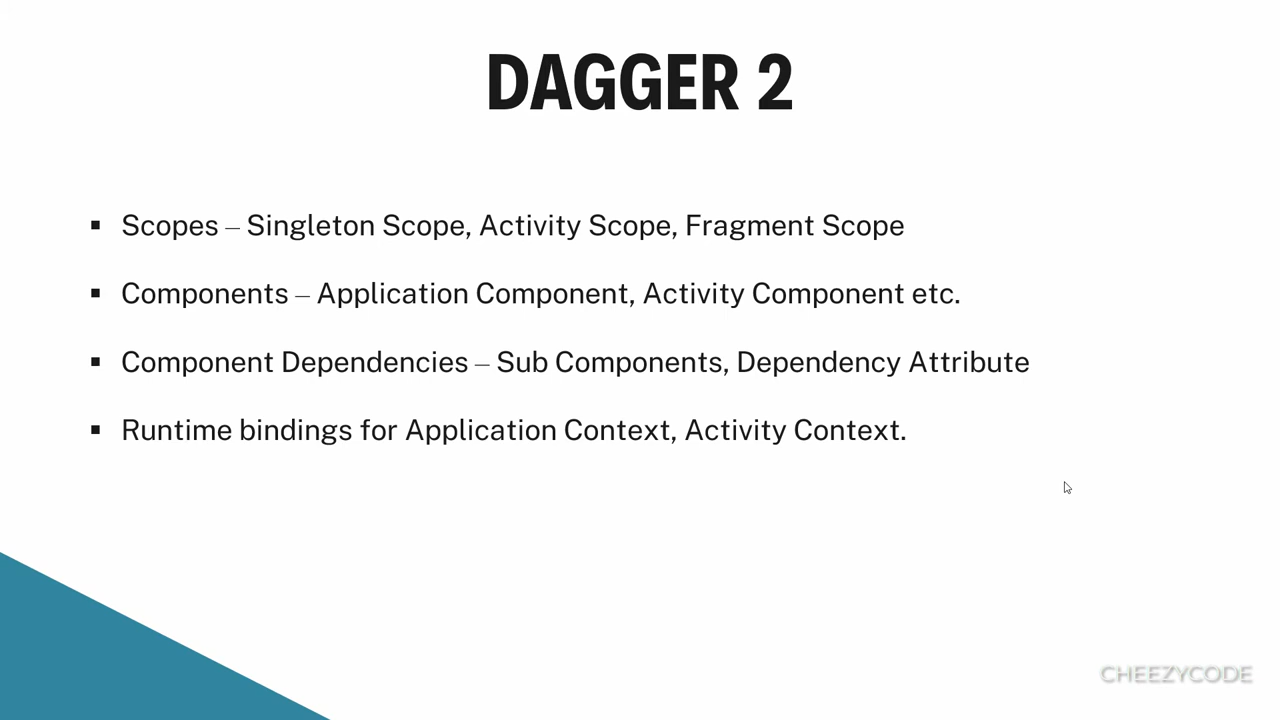 DAGGER 2
▪ Scopes – Singleton Scope, Activity Scope, Fragment Scope
▪ Components – Application Component, Activity Component etc.
▪ Component Dependencies – Sub Components, Dependency Attribute
▪ Runtime bindings for Application Context, Activity Context.
CHEEZYCODE